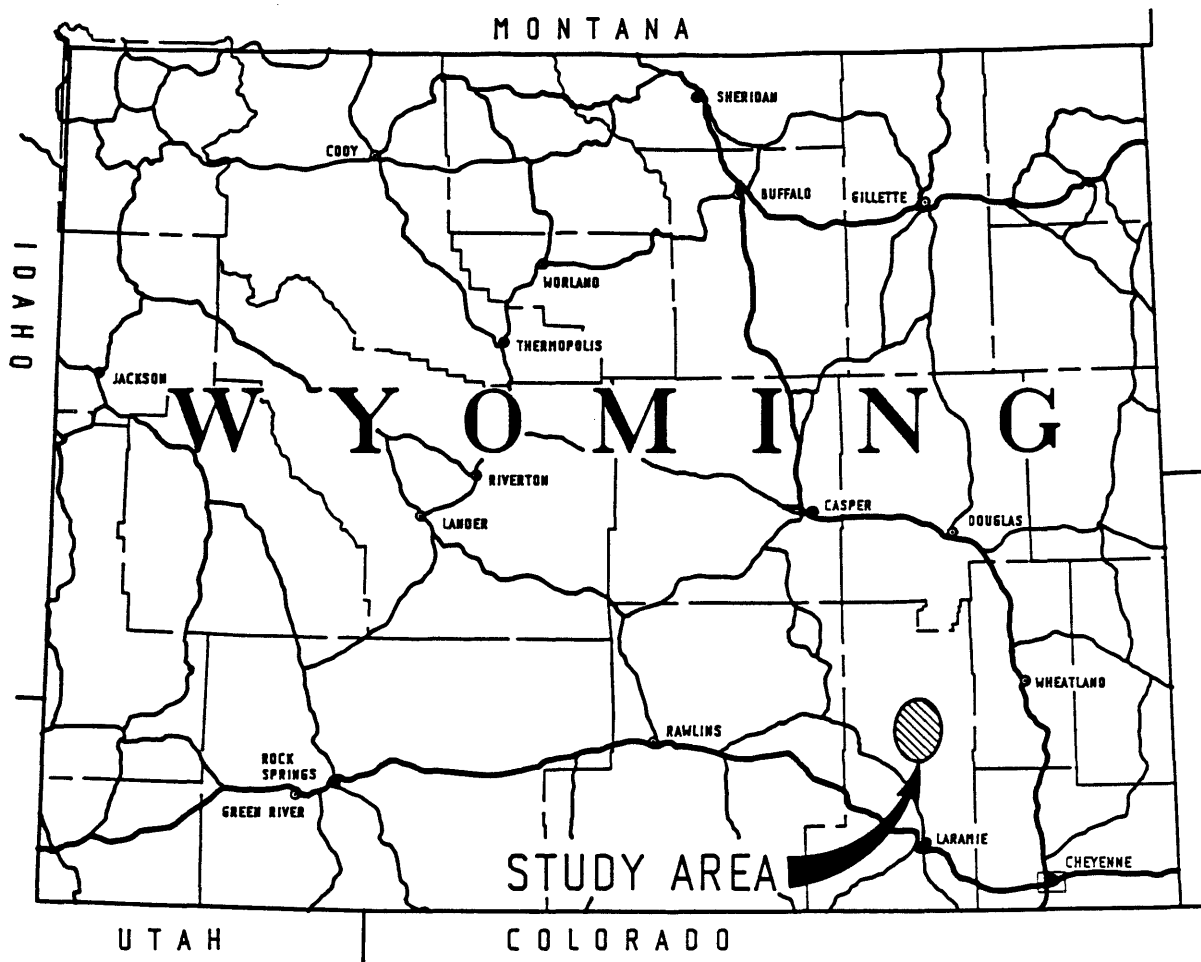 MONTANA
SHERIDAN
CODY
BUFFALO
GILLETTE
IDAHO
WORLAND
THERMOPOLIS
JACKSON
WYOMING
RIVERTON
LANDER
CASPER
DOUGLAS
WHEATLAND
RAWLINS
ROCK
SPRINGS
GREEN RIVER
LARAMIE
STUDY AREA
CHEYENNE
UTAH
COLORADO